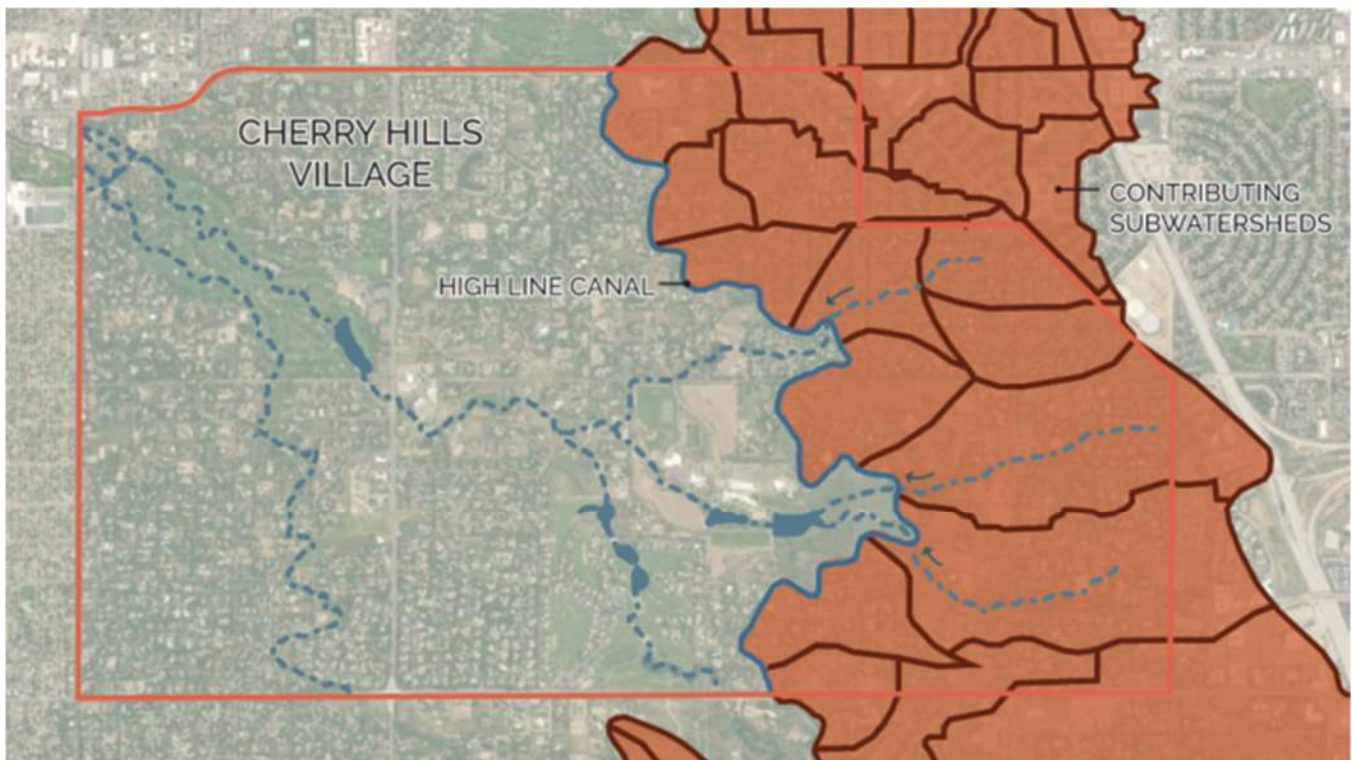 CHERRY HILLS
VILLAGE
CONTRIBUTING
SUBWATERSHEDS
HIGH LINE CANAL